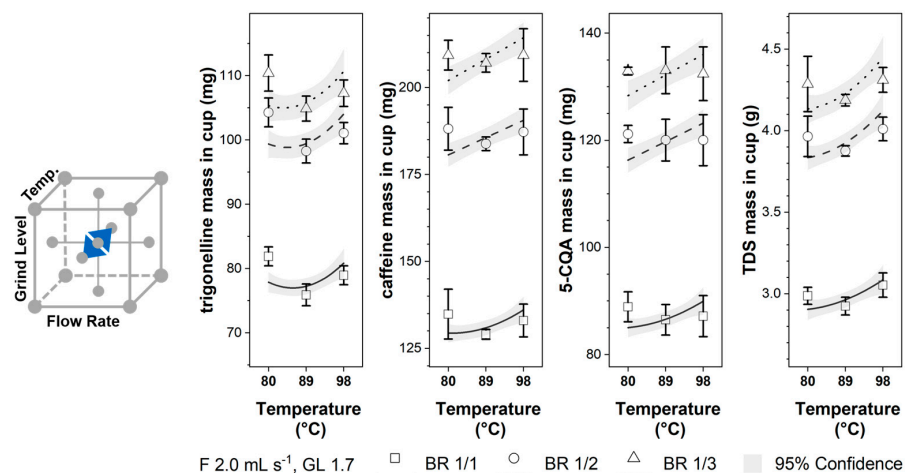 Temp.
Grind Level
Flow Rate
trigonelline mass in cup (mg)
110
100
90
80
70
80 89 98
Temperature
(°C)
caffeine mass in cup (mg)
200
175
150
125
80 89 98
Temperature
(°C)
5-CQA mass in cup (mg)
140
120
100
80
80 89 98
Temperature
(°C)
TDS mass in cup (g)
4.5
4.0
3.5
3.0
80 89 98
Temperature
(°C)
F 2.0 mL s⁻¹, GL 1.7 BR 1/1 BR 1/2 BR 1/3 95% Confidence